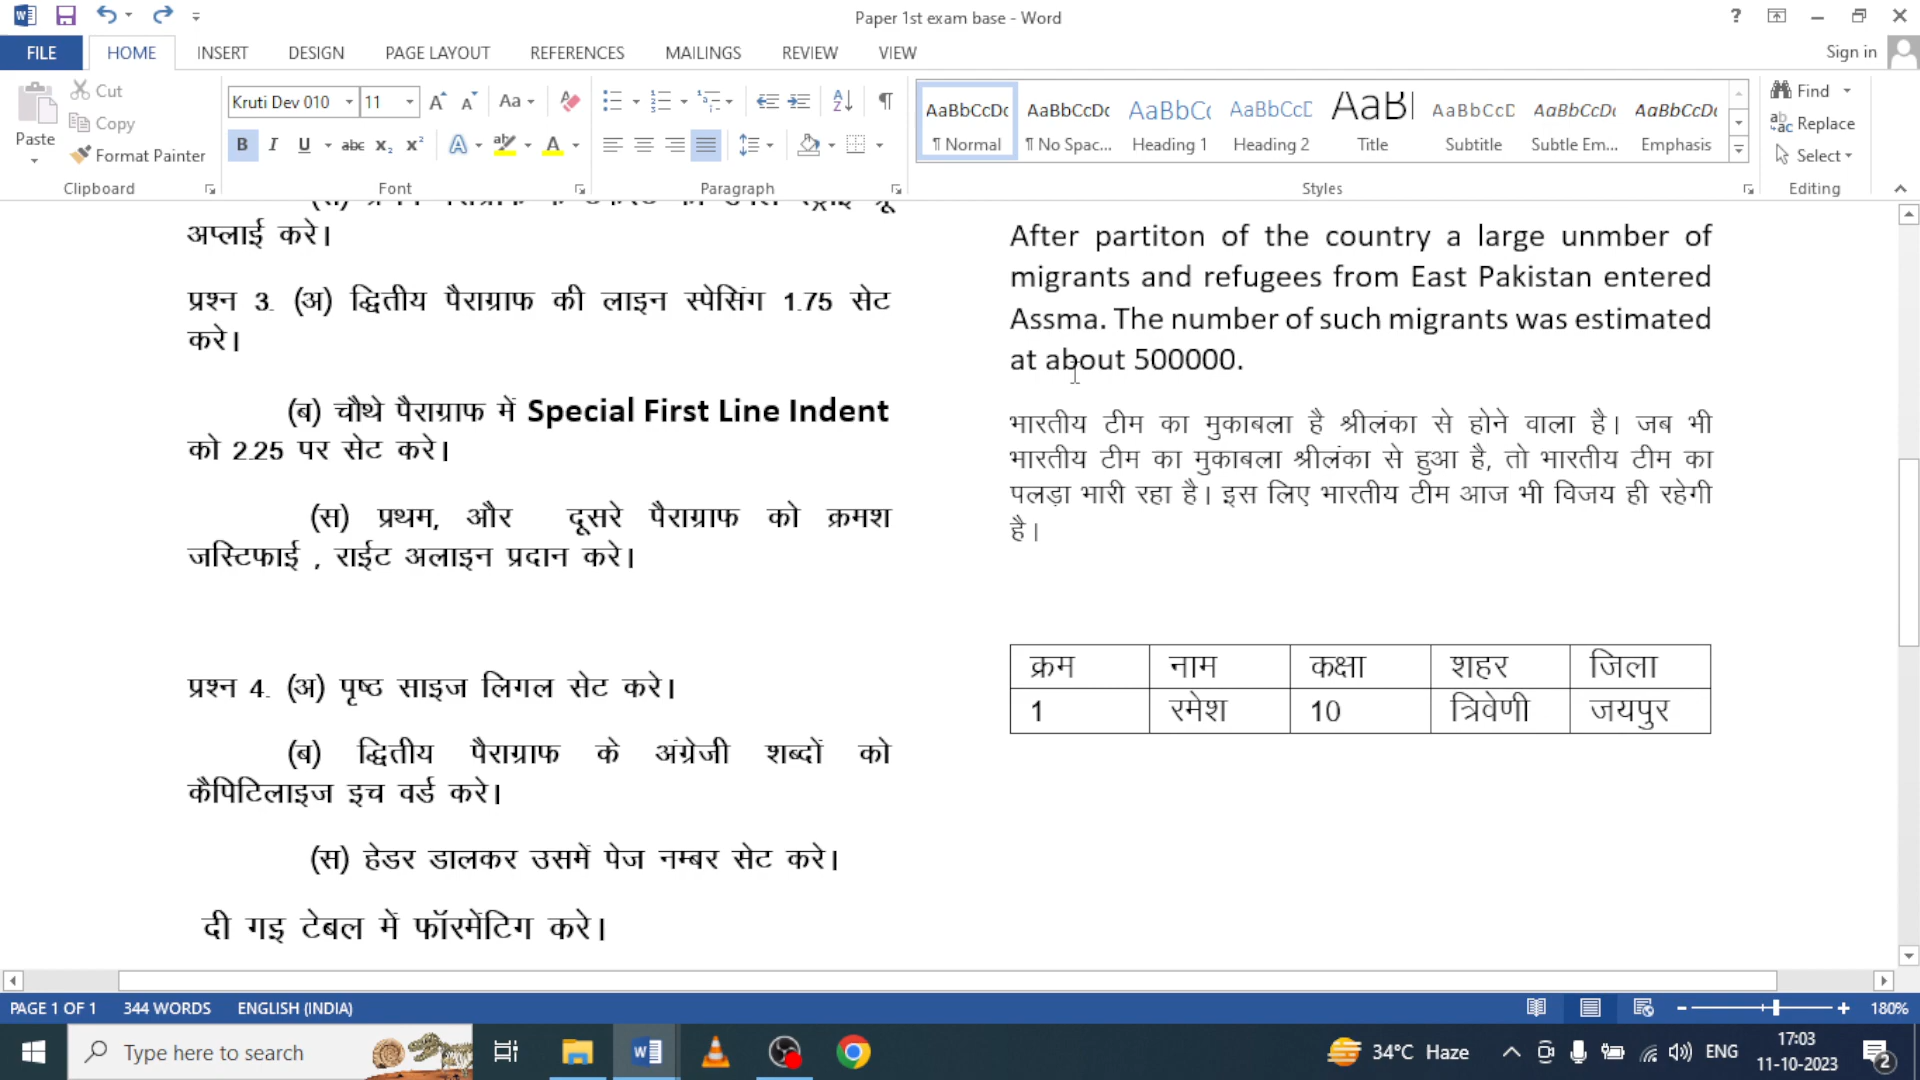 Paper 1st exam base - Word
FILE HOME INSERT DESIGN PAGE LAYOUT REFERENCES MAILINGS REVIEW VIEW Sign in
Paste
Cut
Copy
Format Painter
Clipboard
Kruti Dev 010 11
Font
Paragraph
AaBbCcDc AaBbCcDc AaBbCc AaBbCcD AaBl AaBbCcD AaBbCcDc AaBbCcDc
¶ Normal ¶ No Spac... Heading 1 Heading 2 Title Subtitle Subtle Em... Emphasis
Styles
Find
Replace
Select
Editing
अप्लाई करे।
प्रश्न 3. (अ) द्वितीय पैराग्राफ की लाइन स्पेसिंग 1.75 सेट
करे।
(ब) चौथे पैराग्राफ में Special First Line Indent
को 2.25 पर सेट करे।
(स) प्रथम, और दूसरे पैराग्राफ को क्रमश
जस्टिफाई , राईट अलाइन प्रदान करे।
प्रश्न 4. (अ) पृष्ठ साइज लिगल सेट करे।
(ब) द्वितीय पैराग्राफ के अंग्रेजी शब्दों को
कैपिटिलाइज इच वर्ड करे।
(स) हेडर डालकर उसमें पेज नम्बर सेट करे।
दी गइ टेबल में फॉरमेंटिग करे।
After partiton of the country a large unmber of
migrants and refugees from East Pakistan entered
Assma. The number of such migrants was estimated
at about 500000.
भारतीय टीम का मुकाबला है श्रीलंका से होने वाला है। जब भी
भारतीय टीम का मुकाबला श्रीलंका से हुआ है, तो भारतीय टीम का
पलड़ा भारी रहा है। इस लिए भारतीय टीम आज भी विजय ही रहेगी
है।
क्रम नाम कक्षा शहर जिला
1 रमेश 10 त्रिवेणी जयपुर
PAGE 1 OF 1 344 WORDS ENGLISH (INDIA) 180%
Type here to search
34°C Haze ENG
17:03
11-10-2023
2